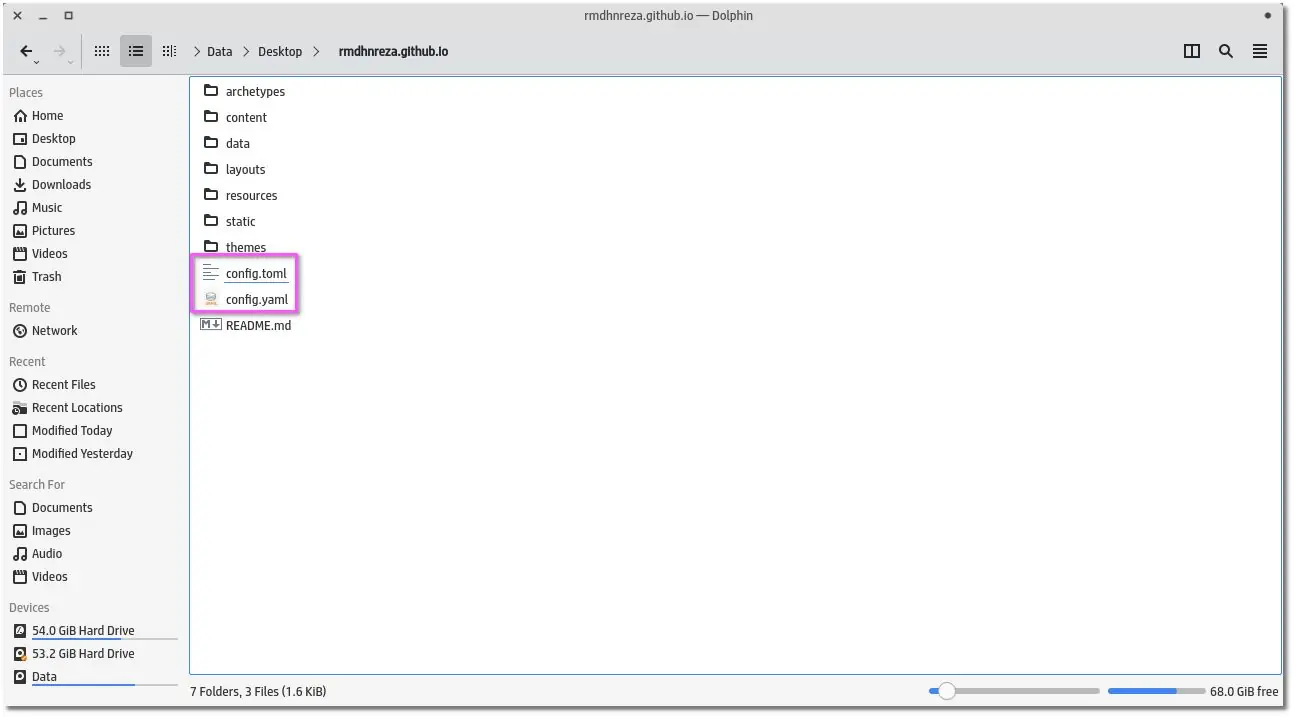 rmdhnreza.github.io — Dolphin
Data
Desktop
rmdhnreza.github.io
Places
Home
Desktop
Documents
Downloads
Music
Pictures
Videos
Trash
Remote
Network
Recent
Recent Files
Recent Locations
Modified Today
Modified Yesterday
Search For
Documents
Images
Audio
Videos
Devices
54.0 GiB Hard Drive
53.2 GiB Hard Drive
Data
archetypes
content
data
layouts
resources
static
themes
config.toml
config.yaml
README.md
7 Folders, 3 Files (1.6 KiB)
68.0 GiB free